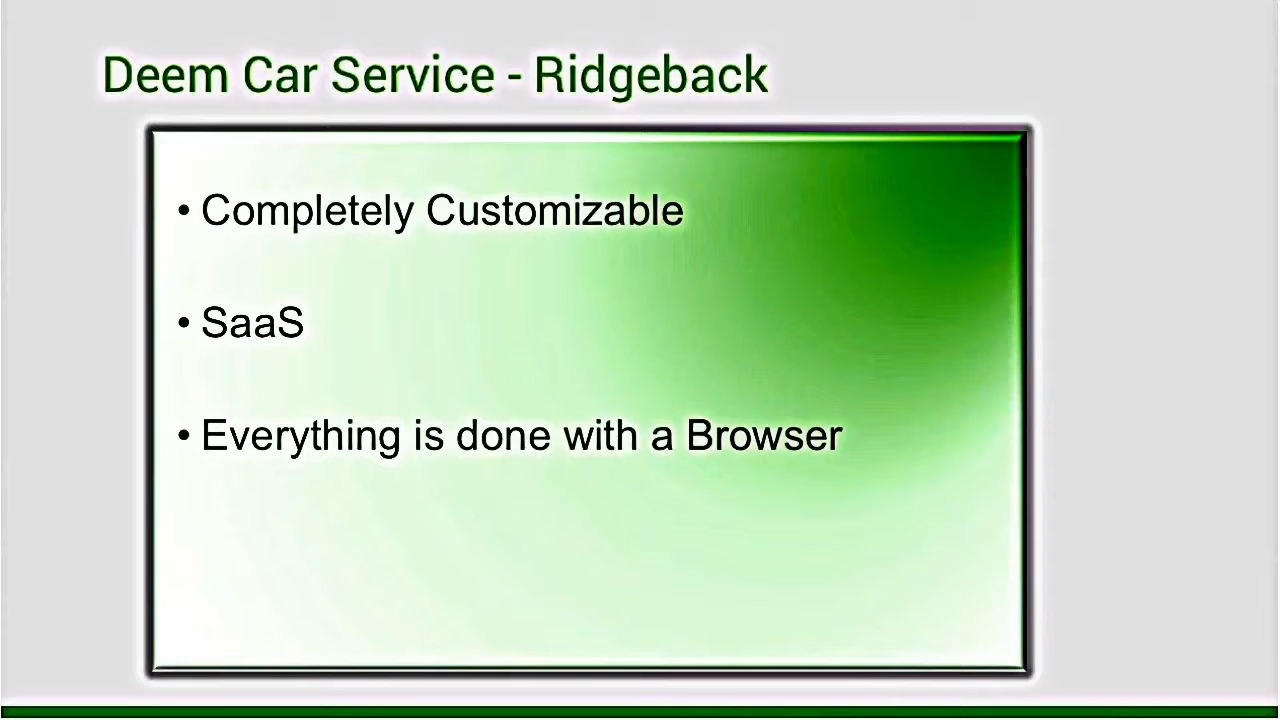 Deem Car Service - Ridgeback
• Completely Customizable
• SaaS
• Everything is done with a Browser